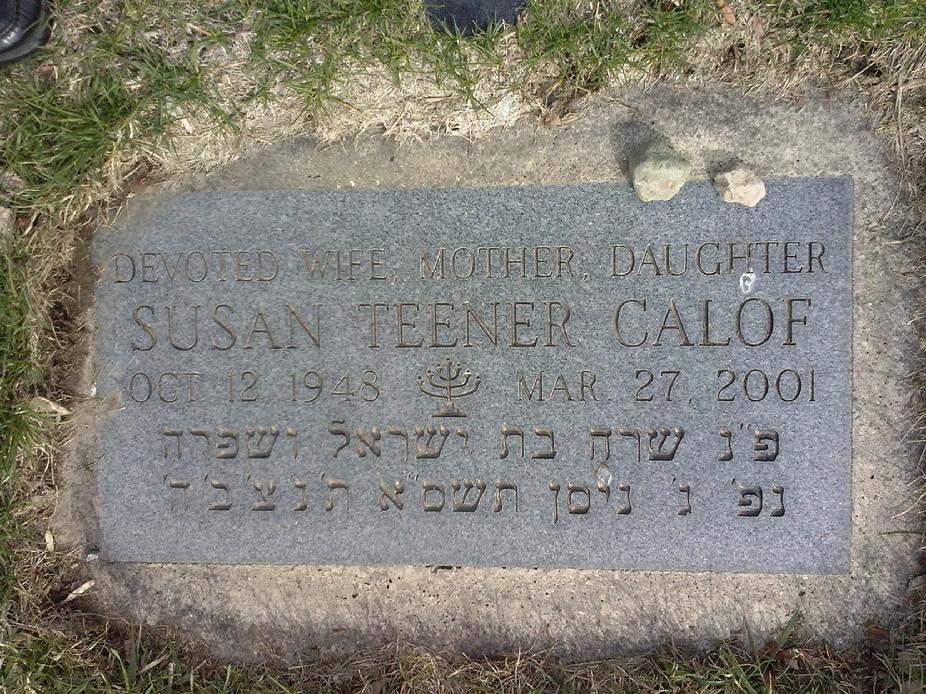 DEVOTED WIFE, MOTHER, DAUGHTER
SUSAN TEENER CALOF
OCT 12 1948 MAR. 27, 2001
פ"נ שרה בת ישראל ושפרה
נפ' ג' ניסן תשס"א ת'נ'צ'ב'ה'